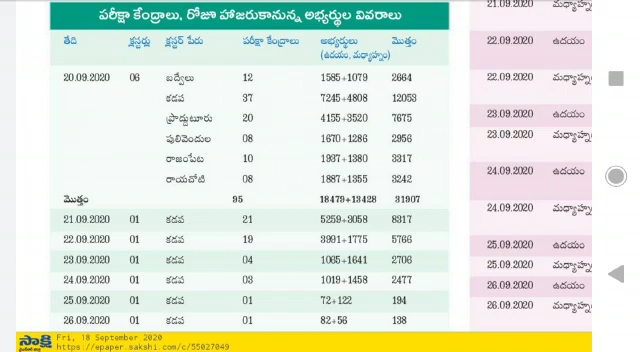 పరీక్షా కేంద్రాలు, రోజూ హాజరుకానున్న అభ్యర్థుల వివరాలు
తేది క్లస్టర్లు క్లస్టర్ పేరు పరీక్షా కేంద్రాలు అభ్యర్థులు మొత్తం
(ఉదయం, మధ్యాహ్నం)
20.09.2020 06 బద్వేలు 12 1585+1079 2664
కడప 37 7245+4808 12053
ప్రొద్దుటూరు 20 4155+3520 7675
పులివెందుల 08 1670+1286 2956
రాజంపేట 10 1937+1380 3317
రాయచోటి 08 1887+1355 3242
మొత్తం 95 18479+13428 31907
21.09.2020 01 కడప 21 5259+3058 8317
22.09.2020 01 కడప 19 3991+1775 5766
23.09.2020 01 కడప 04 1065+1641 2706
24.09.2020 01 కడప 03 1019+1458 2477
25.09.2020 01 కడప 01 72+122 194
26.09.2020 01 కడప 01 82+56 138
21.09.2020
22.09.2020 ఉదయం
22.09.2020
23.09.2020 ఉదయం
23.09.2020
24.09.2020 ఉదయం
24.09.2020
25.09.2020 ఉదయం
25.09.2020
26.09.2020 ఉదయం
26.09.2020
సాక్షి Fri, 18 September 2020
https://epaper.sakshi.com/c/55027049